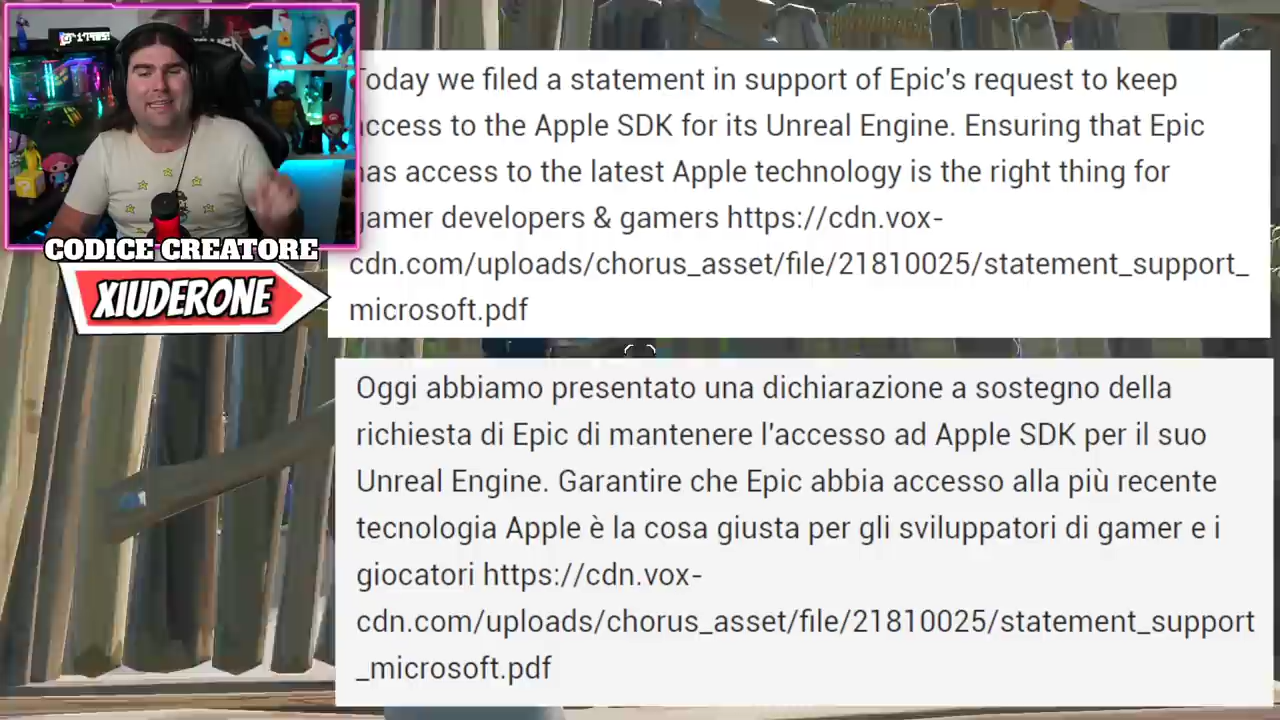 Today we filed a statement in support of Epic's request to keep
access to the Apple SDK for its Unreal Engine. Ensuring that Epic
has access to the latest Apple technology is the right thing for
gamer developers & gamers https://cdn.vox-
cdn.com/uploads/chorus_asset/file/21810025/statement_support_
microsoft.pdf
CODICE CREATORE
XIUDERONE
Oggi abbiamo presentato una dichiarazione a sostegno della
richiesta di Epic di mantenere l'accesso ad Apple SDK per il suo
Unreal Engine. Garantire che Epic abbia accesso alla più recente
tecnologia Apple è la cosa giusta per gli sviluppatori di gamer e i
giocatori https://cdn.vox-
cdn.com/uploads/chorus_asset/file/21810025/statement_support
_microsoft.pdf